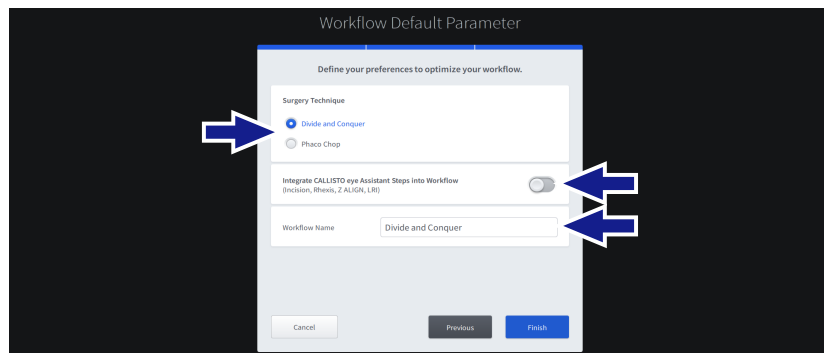 Workflow Default Parameter
Define your preferences to optimize your workflow.
Surgery Technique
Divide and Conquer
Phaco Chop
Integrate CALLISTO eye Assistant Steps into Workflow
(Incision, Rhexis, Z ALIGN, LRI)
Workflow Name
Divide and Conquer
Cancel
Previous
Finish